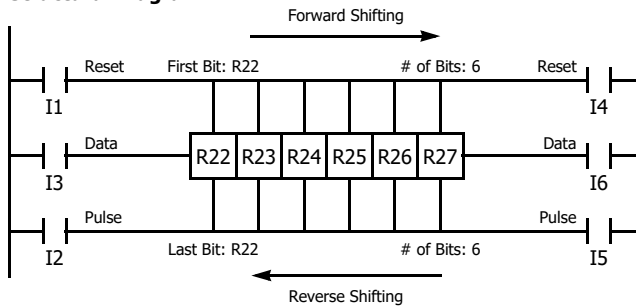 Forward Shifting
Reset First Bit: R22 # of Bits: 6 Reset
I1 I4
Data Data
R22 R23 R24 R25 R26 R27
I3 I6
Pulse Pulse
I2 Last Bit: R22 # of Bits: 6 I5
Reverse Shifting